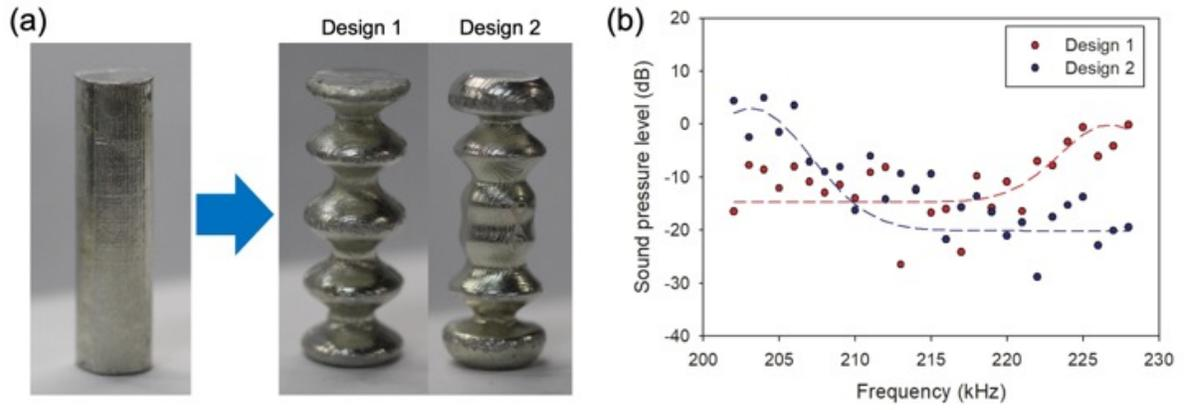 (a)
Design 1 Design 2
(b)
Sound pressure level (dB)
20
10
0
-10
-20
-30
-40
Design 1
Design 2
200 205 210 215 220 225 230
Frequency (kHz)